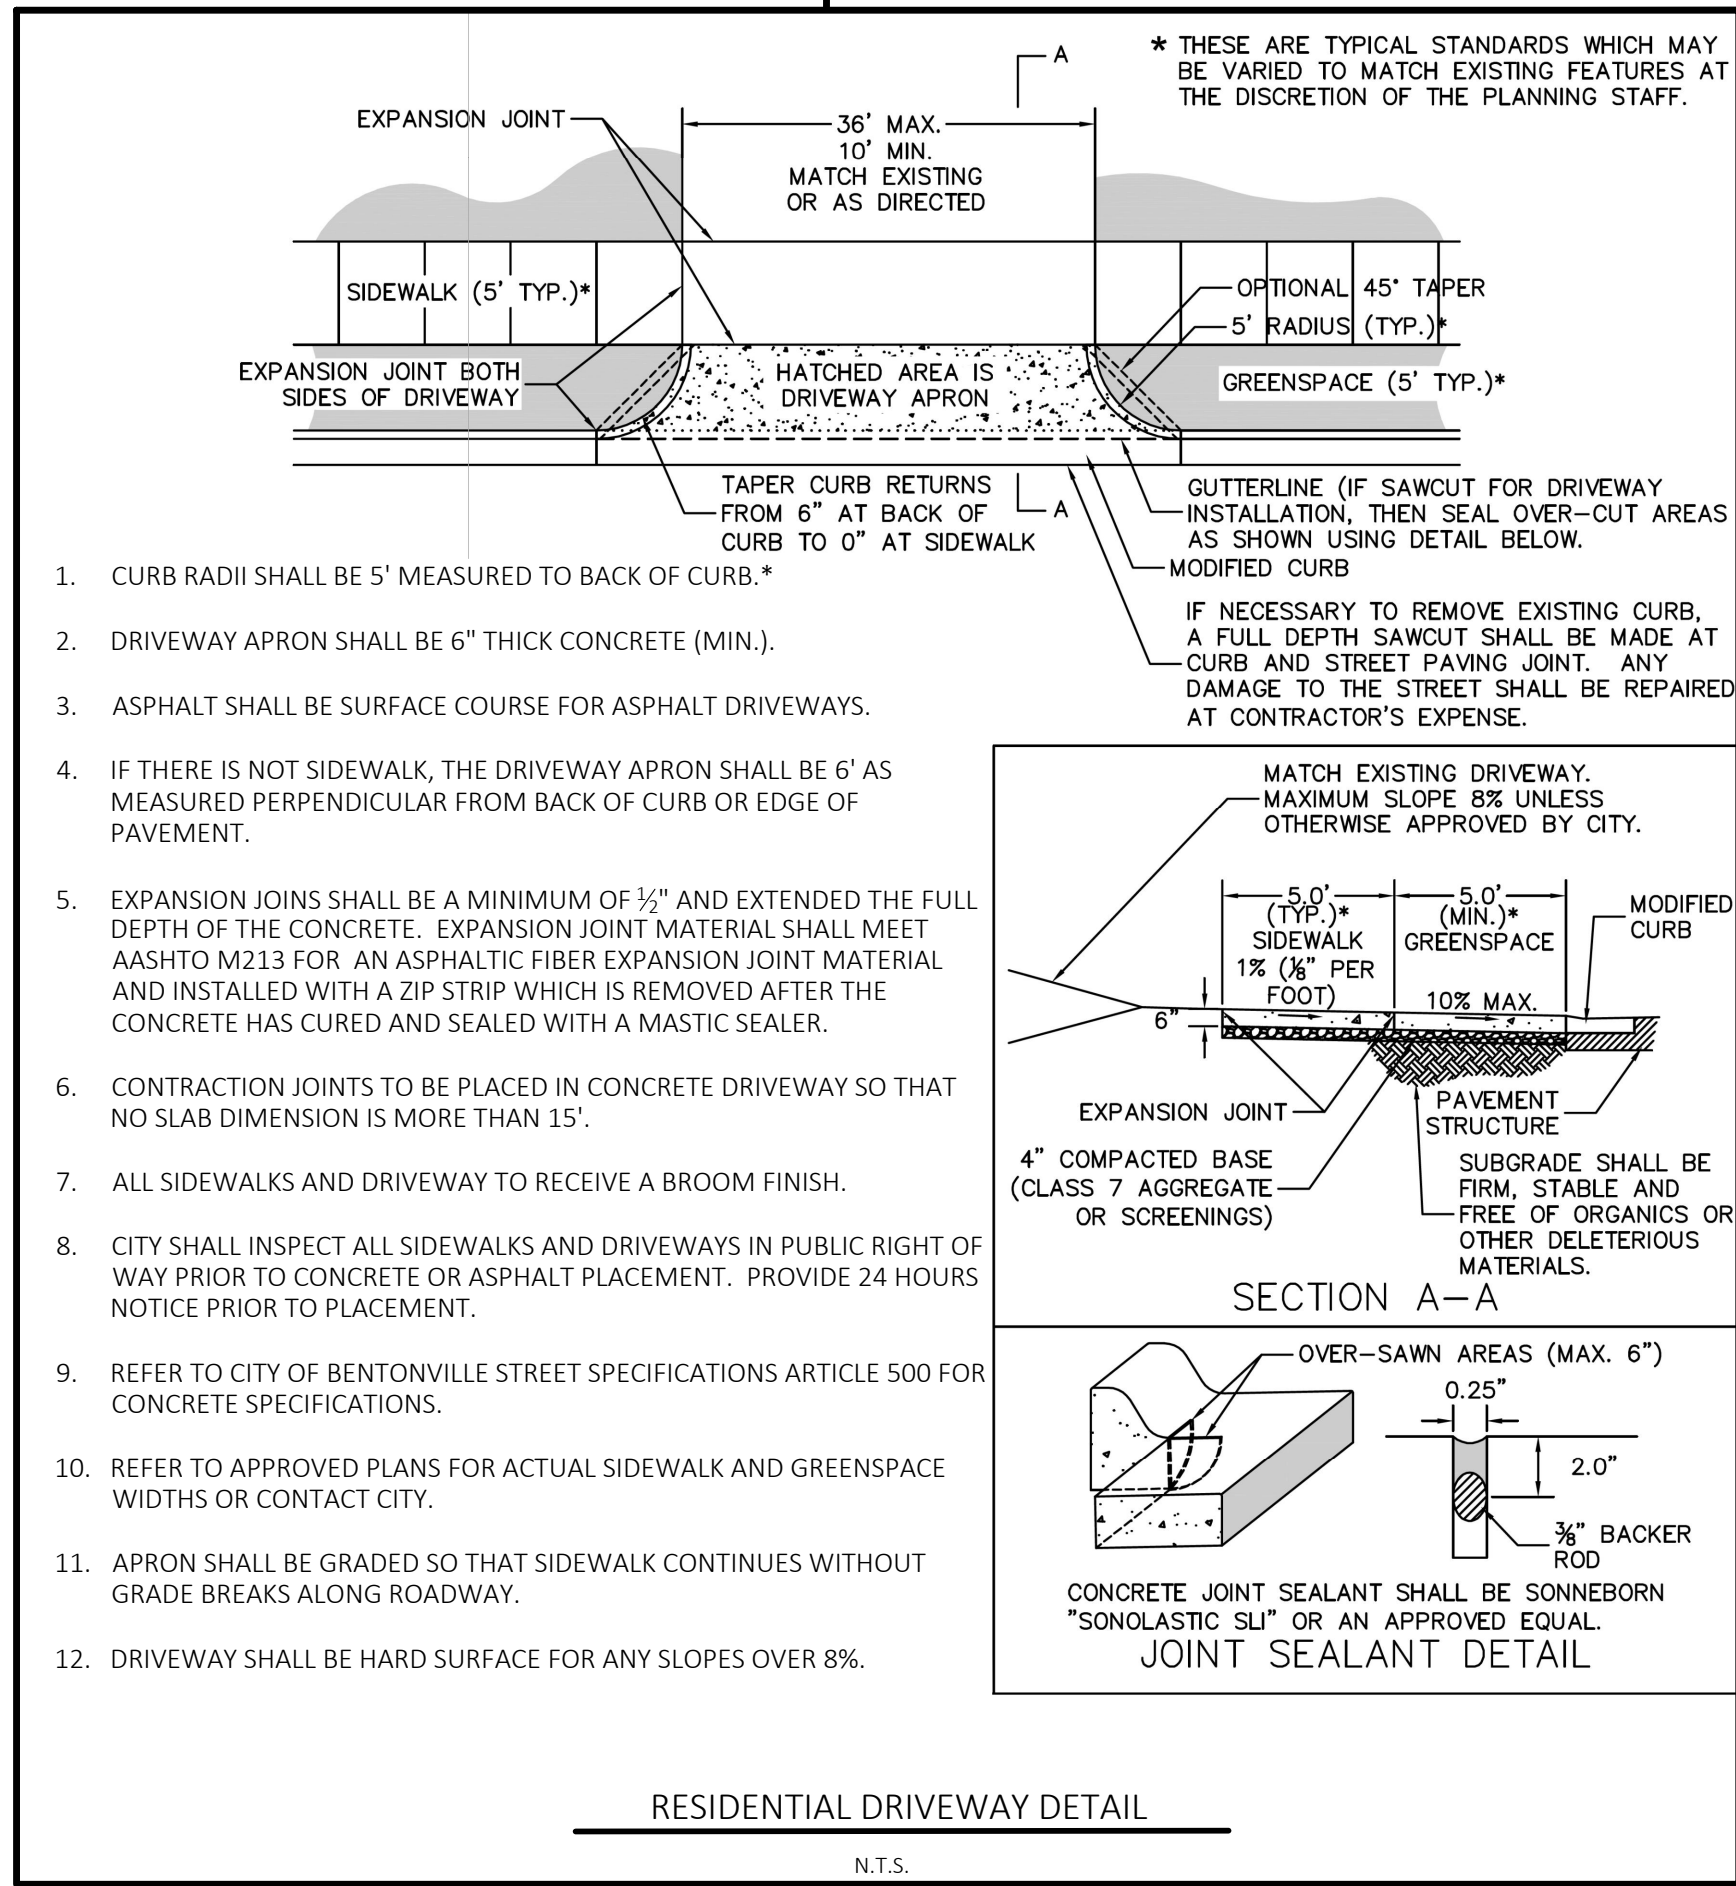 A
* THESE ARE TYPICAL STANDARDS WHICH MAY
BE VARIED TO MATCH EXISTING FEATURES AT
THE DISCRETION OF THE PLANNING STAFF.
EXPANSION JOINT
36' MAX.
10' MIN.
MATCH EXISTING
OR AS DIRECTED
SIDEWALK (5' TYP.)*
OPTIONAL 45° TAPER
5' RADIUS (TYP.)*
EXPANSION JOINT BOTH
SIDES OF DRIVEWAY
HATCHED AREA IS
DRIVEWAY APRON
GREENSPACE (5' TYP.)*
TAPER CURB RETURNS
FROM 6" AT BACK OF
CURB TO 0" AT SIDEWALK
A
GUTTERLINE (IF SAWCUT FOR DRIVEWAY
INSTALLATION, THEN SEAL OVER-CUT AREAS
AS SHOWN USING DETAIL BELOW.
MODIFIED CURB
IF NECESSARY TO REMOVE EXISTING CURB,
A FULL DEPTH SAWCUT SHALL BE MADE AT
CURB AND STREET PAVING JOINT. ANY
DAMAGE TO THE STREET SHALL BE REPAIRED
AT CONTRACTOR'S EXPENSE.
1. CURB RADII SHALL BE 5' MEASURED TO BACK OF CURB.*
2. DRIVEWAY APRON SHALL BE 6" THICK CONCRETE (MIN.).
3. ASPHALT SHALL BE SURFACE COURSE FOR ASPHALT DRIVEWAYS.
4. IF THERE IS NOT SIDEWALK, THE DRIVEWAY APRON SHALL BE 6' AS
MEASURED PERPENDICULAR FROM BACK OF CURB OR EDGE OF
PAVEMENT.
5. EXPANSION JOINS SHALL BE A MINIMUM OF ½" AND EXTENDED THE FULL
DEPTH OF THE CONCRETE. EXPANSION JOINT MATERIAL SHALL MEET
AASHTO M213 FOR AN ASPHALTIC FIBER EXPANSION JOINT MATERIAL
AND INSTALLED WITH A ZIP STRIP WHICH IS REMOVED AFTER THE
CONCRETE HAS CURED AND SEALED WITH A MASTIC SEALER.
6. CONTRACTION JOINTS TO BE PLACED IN CONCRETE DRIVEWAY SO THAT
NO SLAB DIMENSION IS MORE THAN 15'.
7. ALL SIDEWALKS AND DRIVEWAY TO RECEIVE A BROOM FINISH.
8. CITY SHALL INSPECT ALL SIDEWALKS AND DRIVEWAYS IN PUBLIC RIGHT OF
WAY PRIOR TO CONCRETE OR ASPHALT PLACEMENT. PROVIDE 24 HOURS
NOTICE PRIOR TO PLACEMENT.
9. REFER TO CITY OF BENTONVILLE STREET SPECIFICATIONS ARTICLE 500 FOR
CONCRETE SPECIFICATIONS.
10. REFER TO APPROVED PLANS FOR ACTUAL SIDEWALK AND GREENSPACE
WIDTHS OR CONTACT CITY.
11. APRON SHALL BE GRADED SO THAT SIDEWALK CONTINUES WITHOUT
GRADE BREAKS ALONG ROADWAY.
12. DRIVEWAY SHALL BE HARD SURFACE FOR ANY SLOPES OVER 8%.
MATCH EXISTING DRIVEWAY.
MAXIMUM SLOPE 8% UNLESS
OTHERWISE APPROVED BY CITY.
5.0'
(TYP.)*
SIDEWALK
1% (⅛" PER
FOOT)
5.0'
(MIN.)*
GREENSPACE
10% MAX.
MODIFIED
CURB
6"
EXPANSION JOINT
PAVEMENT
STRUCTURE
4" COMPACTED BASE
(CLASS 7 AGGREGATE
OR SCREENINGS)
SUBGRADE SHALL BE
FIRM, STABLE AND
FREE OF ORGANICS OR
OTHER DELETERIOUS
MATERIALS.
SECTION A-A
OVER-SAWN AREAS (MAX. 6")
0.25"
2.0"
⅜" BACKER
ROD
CONCRETE JOINT SEALANT SHALL BE SONNEBORN
"SONOLASTIC SLI" OR AN APPROVED EQUAL.
JOINT SEALANT DETAIL
RESIDENTIAL DRIVEWAY DETAIL
N.T.S.